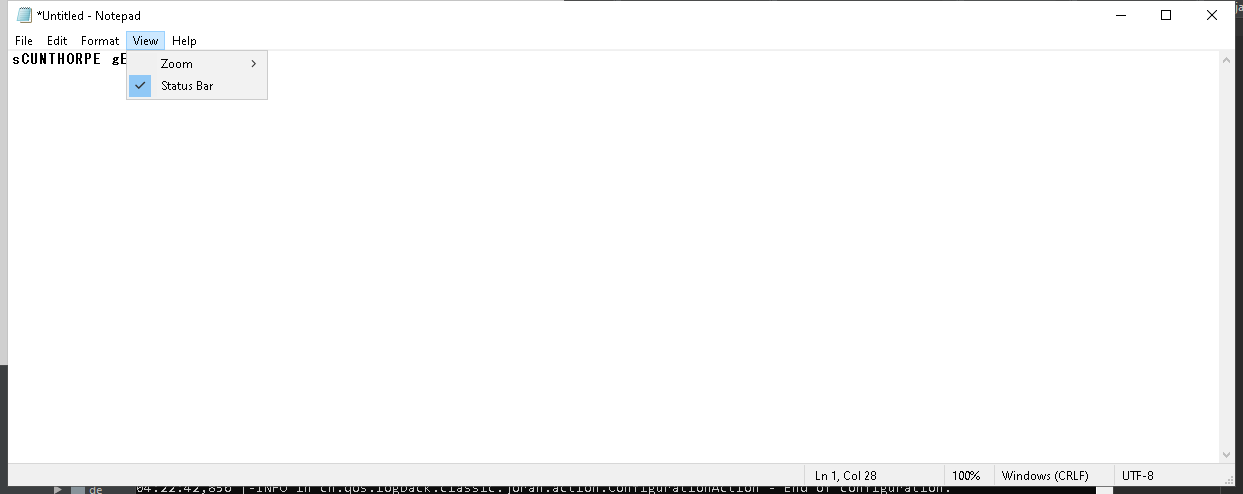 *Untitled - Notepad
File Edit Format View Help
sCUNTHORPE gE
Zoom
Status Bar
Ln 1, Col 28 100% Windows (CRLF) UTF-8
de 04:22:42,856 |-INFO in ch.qos.logback.classic.joran.action.ConfigurationAction - End of configuration.